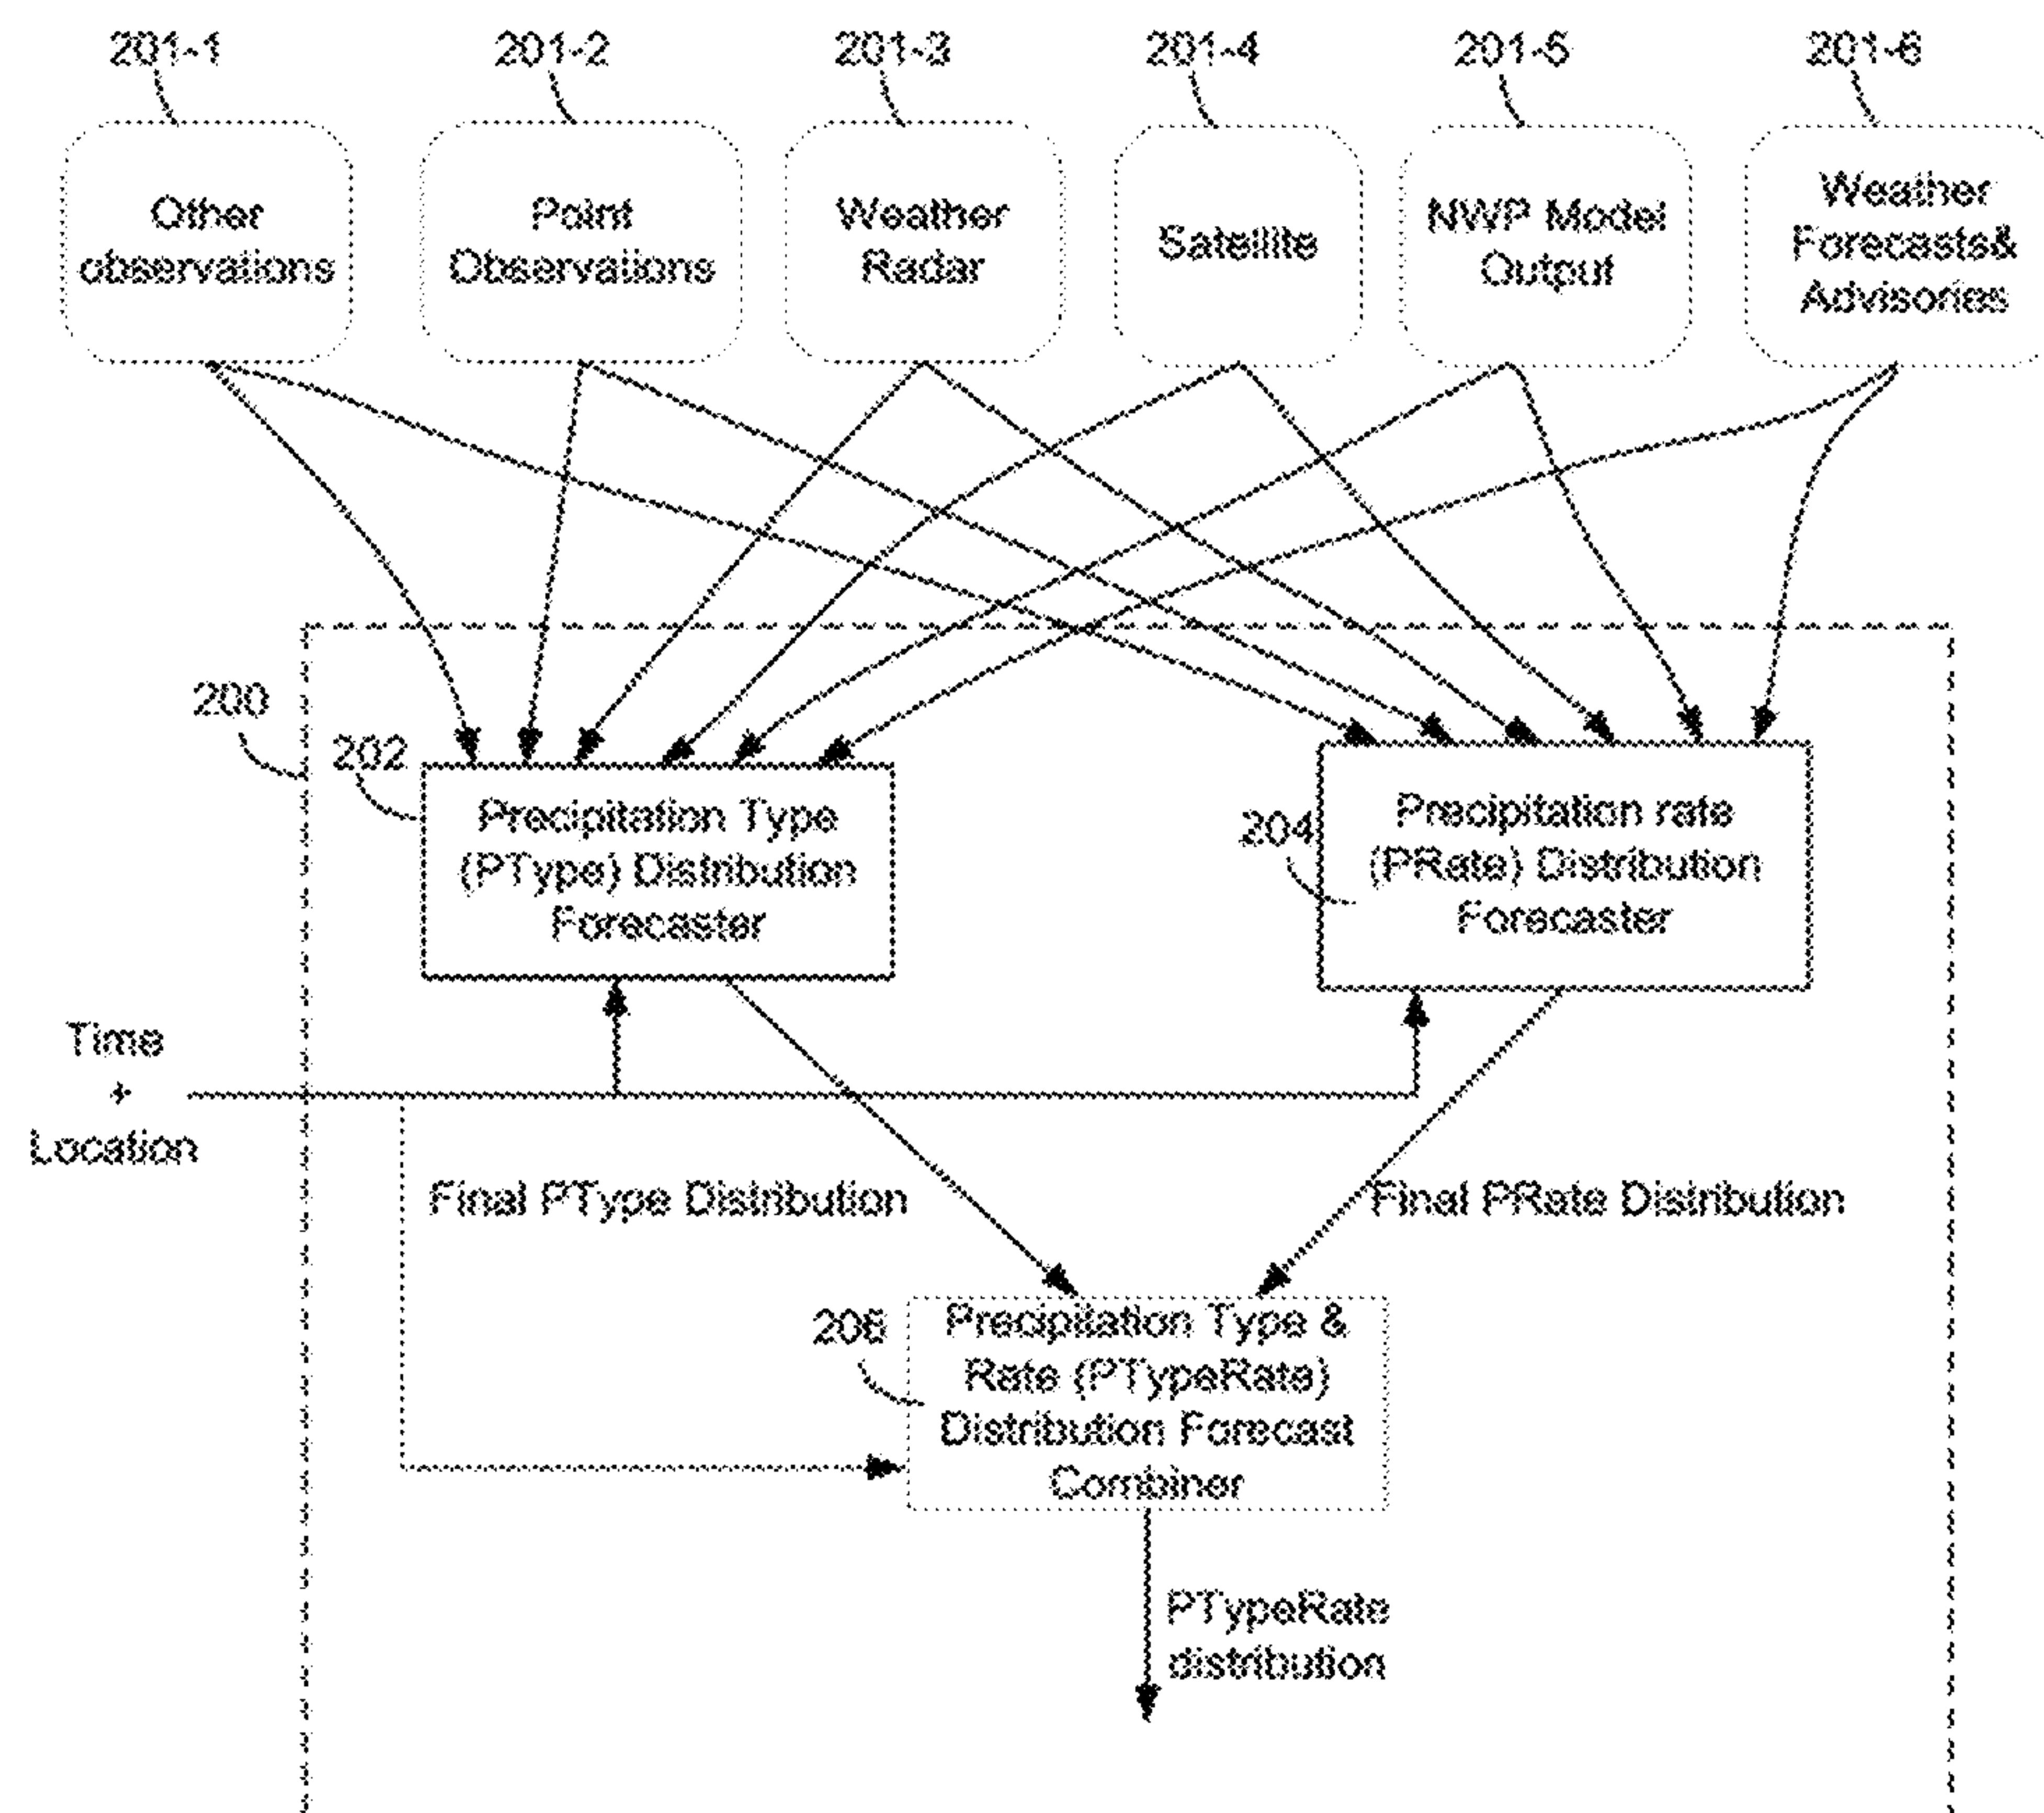 201-1
201-2
201-3
201-4
201-5
201-6
Other
observations
Point
Observations
Weather
Radar
Satellite
NWP Model
Output
Weather
Forecasts&
Advisories
200
202
Precipitation Type
(PType) Distribution
Forecaster
204
Precipitation rate
(PRate) Distribution
Forecaster
Time
+
Location
Final PType Distribution
Final PRate Distribution
206
Precipitation Type &
Rate (PTypeRate)
Distribution Forecast
Combiner
PTypeRate
distribution